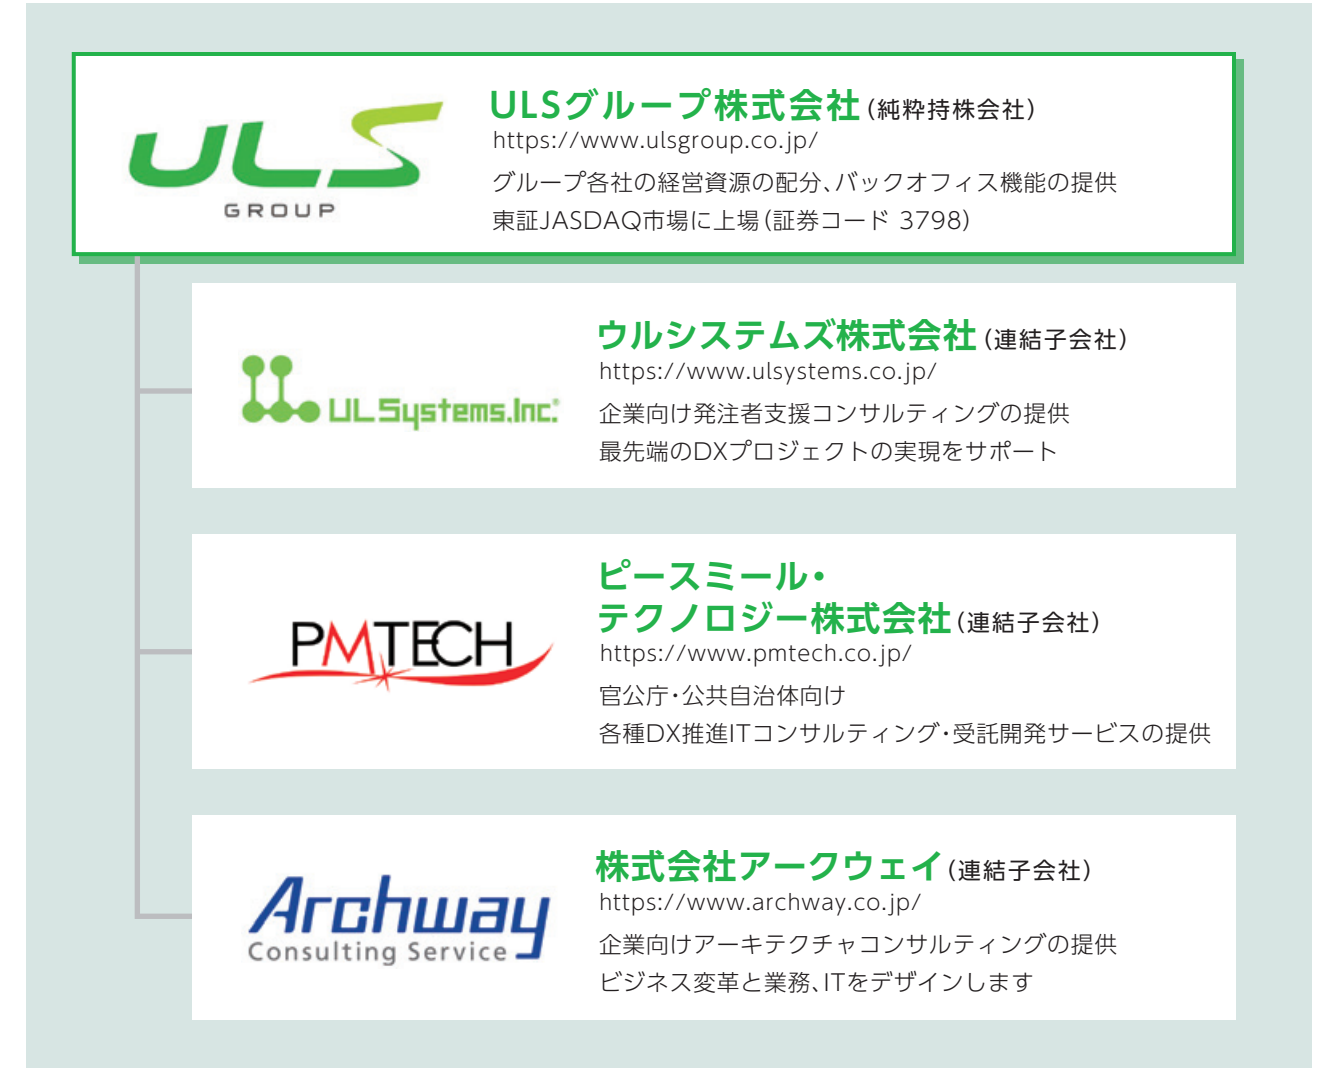 ULS
GROUP
ULSグループ株式会社(純粋持株会社)
https://www.ulsgroup.co.jp/
グループ各社の経営資源の配分、バックオフィス機能の提供
東証JASDAQ市場に上場(証券コード 3798)
UL Systems,Inc.®
ウルシステムズ株式会社(連結子会社)
https://www.ulsystems.co.jp/
企業向け発注者支援コンサルティングの提供
最先端のDXプロジェクトの実現をサポート
PMTECH
ピースミール・
テクノロジー株式会社(連結子会社)
https://www.pmtech.co.jp/
官公庁・公共自治体向け
各種DX推進ITコンサルティング・受託開発サービスの提供
Archway
Consulting Service
株式会社アークウェイ(連結子会社)
https://www.archway.co.jp/
企業向けアーキテクチャコンサルティングの提供
ビジネス変革と業務、ITをデザインします